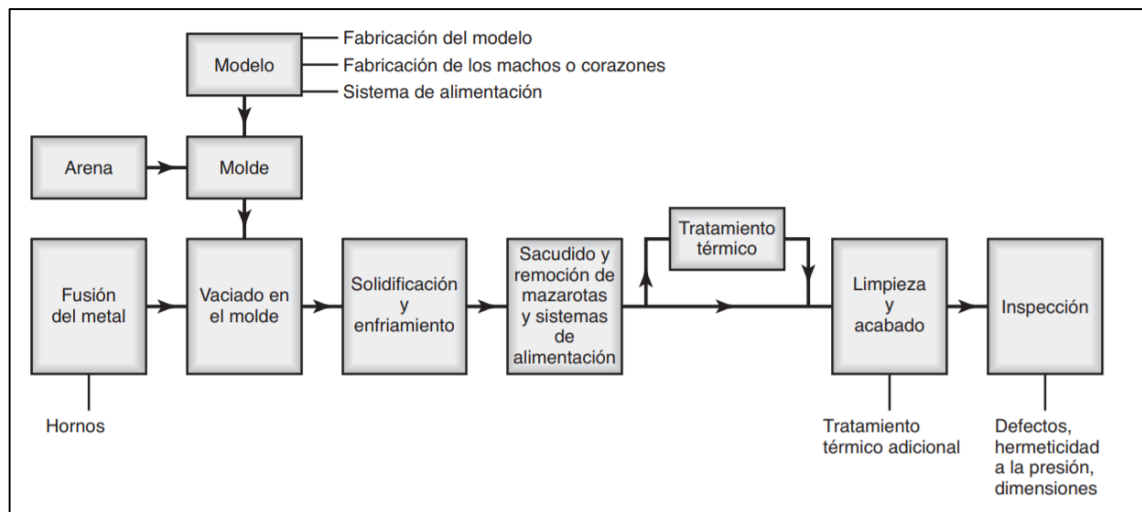 Modelo
Fabricación del modelo
Fabricación de los machos o corazones
Sistema de alimentación
Arena
Molde
Fusión
del metal
Vaciado en
el molde
Solidificación
y
enfriamiento
Sacudido y
remoción de
mazarotas
y sistemas
de
alimentación
Tratamiento
térmico
Limpieza
y
acabado
Inspección
Hornos
Tratamiento
térmico adicional
Defectos,
hermeticidad
a la presión,
dimensiones